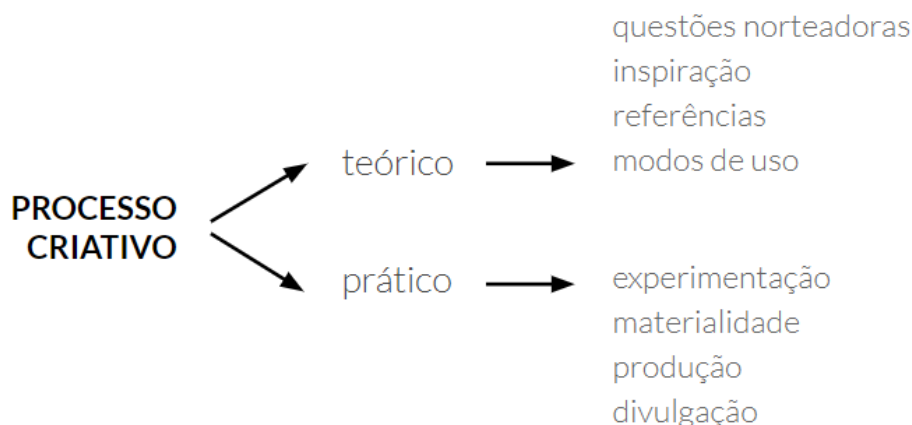 PROCESSO
CRIATIVO
teórico
questões norteadoras
inspiração
referências
modos de uso
prático
experimentação
materialidade
produção
divulgação